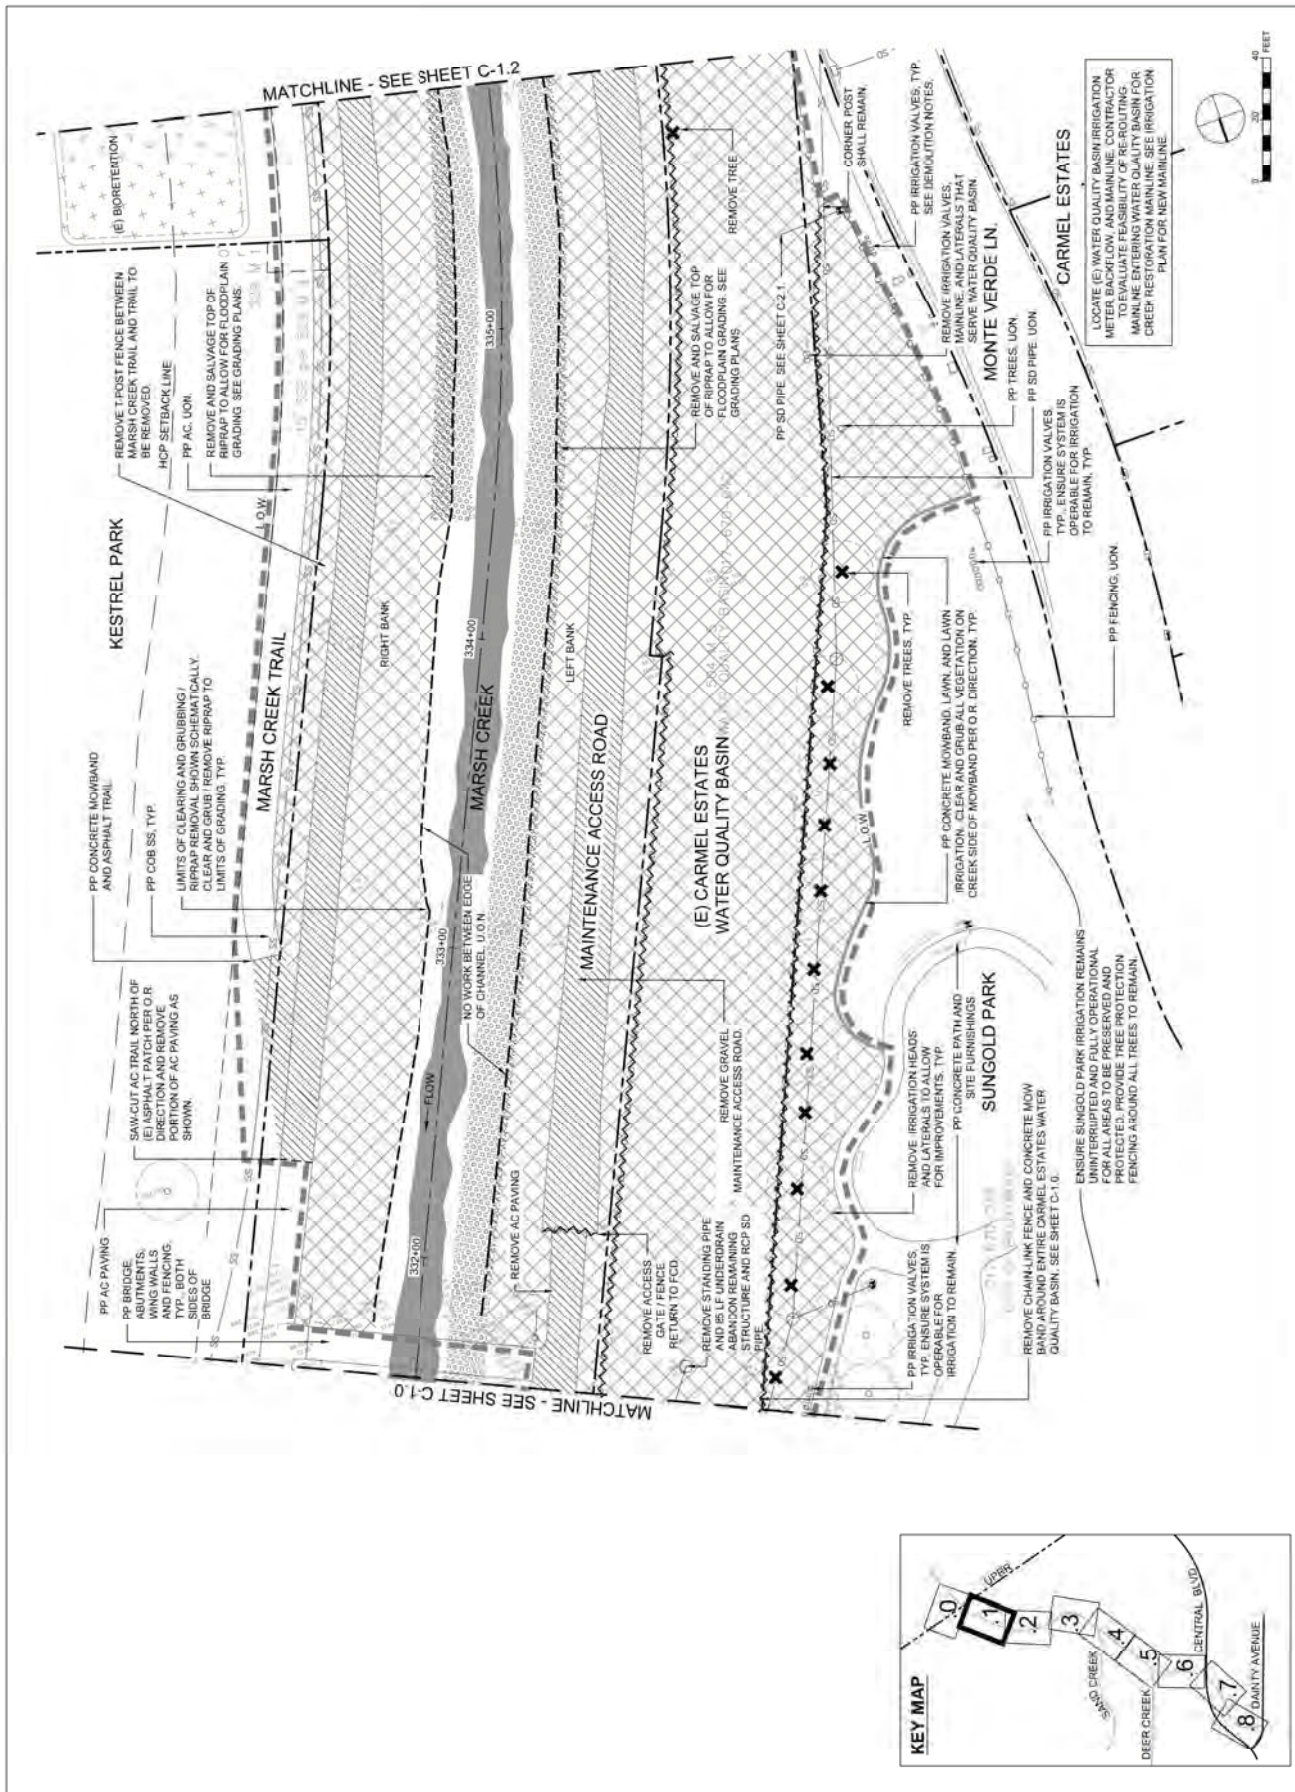 MATCHLINE - SEE SHEET C-1.2
(E) BIORETENTION
KESTREL PARK
REMOVE T-POST FENCE BETWEEN
MARSH CREEK TRAIL AND TRAIL TO
BE REMOVED.
HCP SETBACK LINE
PP AC, UON.
REMOVE AND SALVAGE TOP OF
RIPRAP TO ALLOW FOR FLOODPLAIN
GRADING. SEE GRADING PLANS.
L.O.W
PP CONCRETE MOWBAND
AND ASPHALT TRAIL
PP COB SS, TYP.
LIMITS OF CLEARING AND GRUBBING /
RIPRAP REMOVAL SHOWN SCHEMATICALLY.
CLEAR AND GRUB / REMOVE RIPRAP TO
LIMITS OF GRADING, TYP.
SAW-CUT AC TRAIL NORTH OF
(E) ASPHALT PATCH PER O.R.
DIRECTION AND REMOVE
PORTION OF AC PAVING AS
SHOWN.
PP AC PAVING
PP BRIDGE,
ABUTMENTS,
WING WALLS
AND FENCING,
TYP., BOTH
SIDES OF
BRIDGE
MARSH CREEK TRAIL
RIGHT BANK
MARSH CREEK
332+00
333+00
334+00
335+00
FLOW
NO WORK BETWEEN EDGE
OF CHANNEL, U.O.N
LEFT BANK
MAINTENANCE ACCESS ROAD
REMOVE AC PAVING
REMOVE GRAVEL
MAINTENANCE ACCESS ROAD.
REMOVE ACCESS
GATE / FENCE.
RETURN TO FCD.
REMOVE STANDING PIPE
AND 85 LF UNDERDRAIN
ABANDON REMAINING
STRUCTURE AND RCP SD
PIPE.
MATCHLINE - SEE SHEET C-1.0
(E) CARMEL ESTATES
WATER QUALITY BASIN
REMOVE TREE
REMOVE AND SALVAGE TOP
OF RIPRAP TO ALLOW FOR
FLOODPLAIN GRADING. SEE
GRADING PLANS
PP SD PIPE. SEE SHEET C-2.1.
CORNER POST
SHALL REMAIN.
PP IRRIGATION VALVES, TYP.
SEE DEMOLITION NOTES.
REMOVE IRRIGATION VALVES,
MAINLINE, AND LATERALS THAT
SERVE WATER QUALITY BASIN.
MONTE VERDE LN.
CARMEL ESTATES
PP TREES, UON.
PP SD PIPE UON.
PP IRRIGATION VALVES,
TYP., ENSURE SYSTEM IS
OPERABLE FOR IRRIGATION
TO REMAIN, TYP.
PP FENCING, UON.
REMOVE TREES, TYP.
L.O.W
PP CONCRETE MOWBAND, LAWN, AND LAWN
IRRIGATION. CLEAR AND GRUB ALL VEGETATION ON
CREEK SIDE OF MOWBAND PER O.R. DIRECTION, TYP.
REMOVE IRRIGATION HEADS
AND LATERALS TO ALLOW
FOR IMPROVEMENTS, TYP.
PP CONCRETE PATH AND
SITE FURNISHINGS
SUNGOLD PARK
PP IRRIGATION VALVES,
TYP. ENSURE SYSTEM IS
OPERABLE FOR
IRRIGATION TO REMAIN.
REMOVE CHAIN-LINK FENCE AND CONCRETE MOW
BAND AROUND ENTIRE CARMEL ESTATES WATER
QUALITY BASIN. SEE SHEET C-1.0.
ENSURE SUNGOLD PARK IRRIGATION REMAINS
UNINTERRUPTED AND FULLY OPERATIONAL
FOR ALL AREAS TO BE PRESERVED AND
PROTECTED. PROVIDE TREE PROTECTION
FENCING AROUND ALL TREES TO REMAIN.
LOCATE (E) WATER QUALITY BASIN IRRIGATION
METER, BACKFLOW, AND MAINLINE. CONTRACTOR
TO EVALUATE FEASIBILITY OF RE-ROUTING
MAINLINE ENTERING WATER QUALITY BASIN FOR
CREEK RESTORATION MAINLINE. SEE IRRIGATION
PLAN FOR NEW MAINLINE.
0 20 40
FEET
KEY MAP
UPER
.0
.1
.2
.3
.4
.5
.6
.7
.8
SAND CREEK
DEER CREEK
CENTRAL BLVD
DAINTY AVENUE